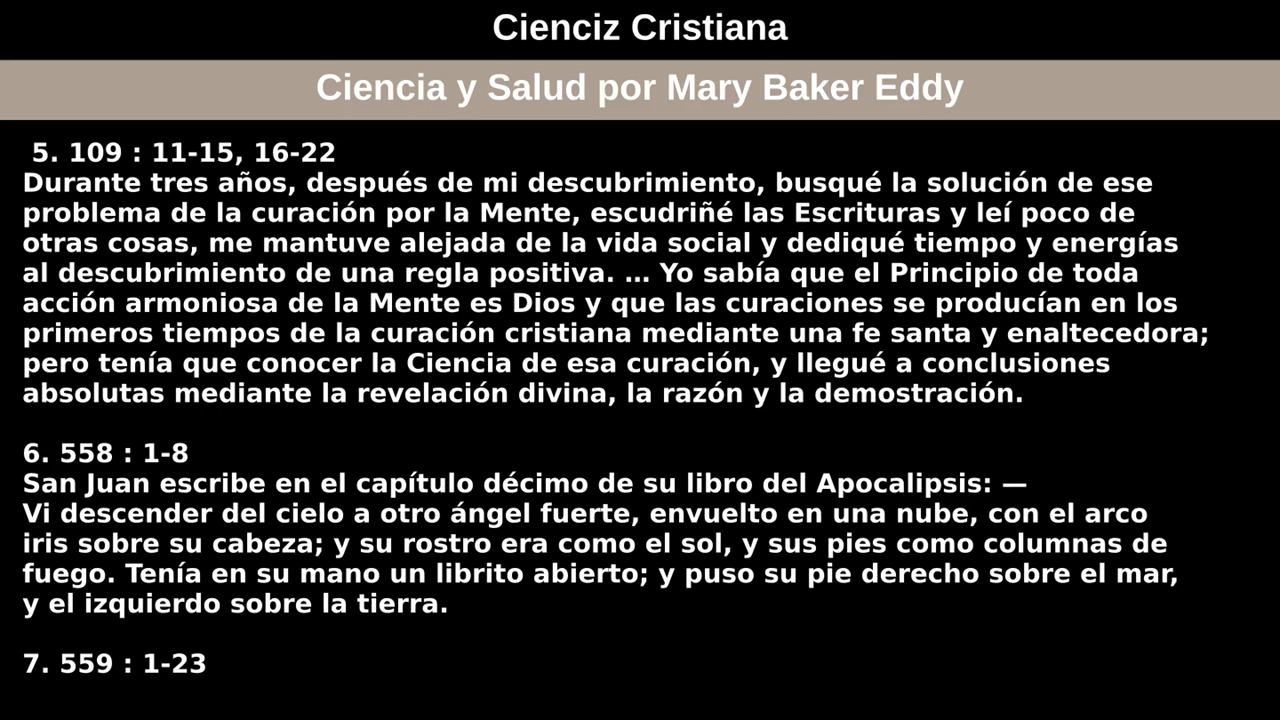 Cienciz Cristiana
Ciencia y Salud por Mary Baker Eddy
5. 109 : 11-15, 16-22
Durante tres años, después de mi descubrimiento, busqué la solución de ese
problema de la curación por la Mente, escudriñé las Escrituras y leí poco de
otras cosas, me mantuve alejada de la vida social y dediqué tiempo y energías
al descubrimiento de una regla positiva. … Yo sabía que el Principio de toda
acción armoniosa de la Mente es Dios y que las curaciones se producían en los
primeros tiempos de la curación cristiana mediante una fe santa y enaltecedora;
pero tenía que conocer la Ciencia de esa curación, y llegué a conclusiones
absolutas mediante la revelación divina, la razón y la demostración.
6. 558 : 1-8
San Juan escribe en el capítulo décimo de su libro del Apocalipsis: —
Vi descender del cielo a otro ángel fuerte, envuelto en una nube, con el arco
iris sobre su cabeza; y su rostro era como el sol, y sus pies como columnas de
fuego. Tenía en su mano un librito abierto; y puso su pie derecho sobre el mar,
y el izquierdo sobre la tierra.
7. 559 : 1-23